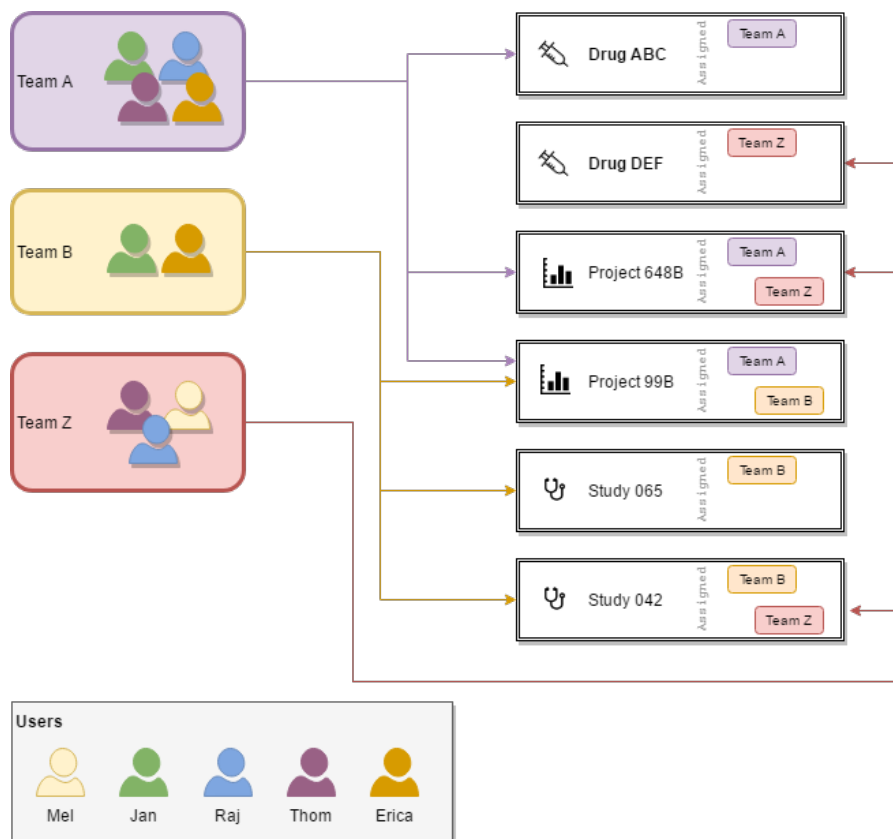 Team A
Team B
Team Z
Drug ABC
Assigned
Team A
Drug DEF
Assigned
Team Z
Project 648B
Assigned
Team A
Team Z
Project 99B
Assigned
Team A
Team B
Study 065
Assigned
Team B
Study 042
Assigned
Team B
Team Z
Users
Mel Jan Raj Thom Erica